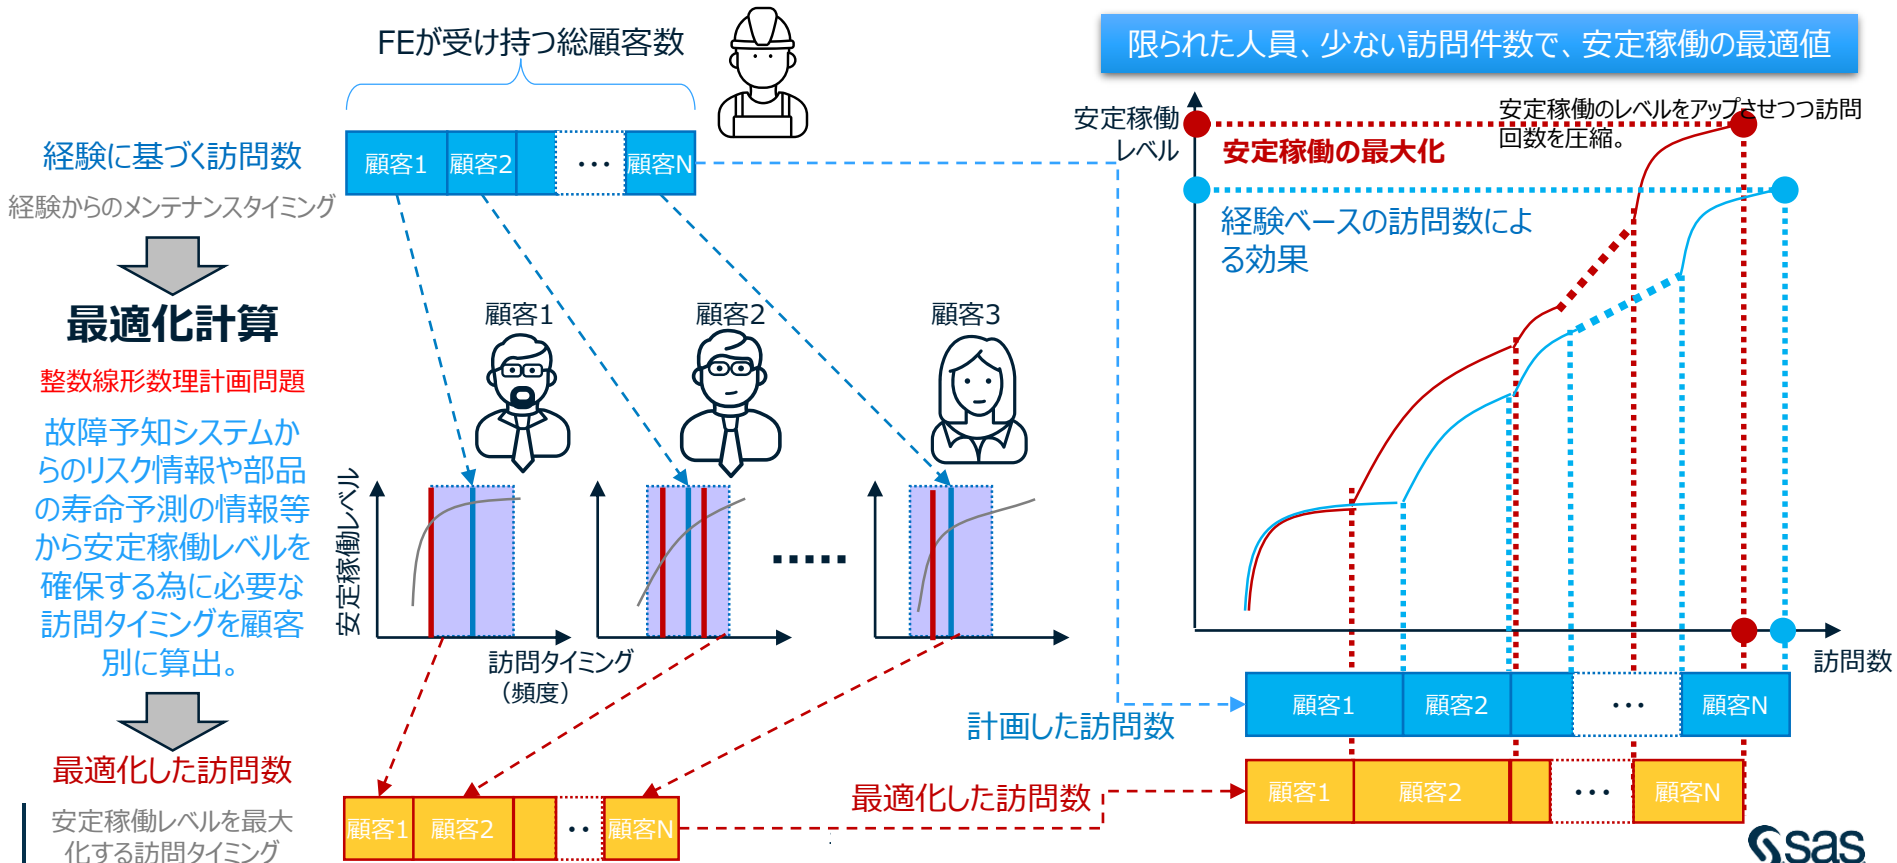 FEが受け持つ総顧客数
限られた人員、少ない訪問件数で、安定稼働の最適値
経験に基づく訪問数
経験からのメンテナンスタイミング
最適化計算
整数線形数理計画問題
故障予知システムか
らのリスク情報や部品
の寿命予測の情報等
から安定稼働レベルを
確保する為に必要な
訪問タイミングを顧客
別に算出。
最適化した訪問数
安定稼働レベルを最大
化する訪問タイミング
顧客1
顧客2
…
顧客N
顧客1
顧客2
顧客3
安定稼働レベル
訪問タイミング
（頻度）
顧客1
顧客2
‥
顧客N
計画した訪問数
最適化した訪問数
安定稼働
レベル
安定稼働のレベルをアップさせつつ訪問
回数を圧縮。
安定稼働の最大化
経験ベースの訪問数によ
る効果
訪問数
顧客1
顧客2
…
顧客N
顧客1
顧客2
…
顧客N
sas